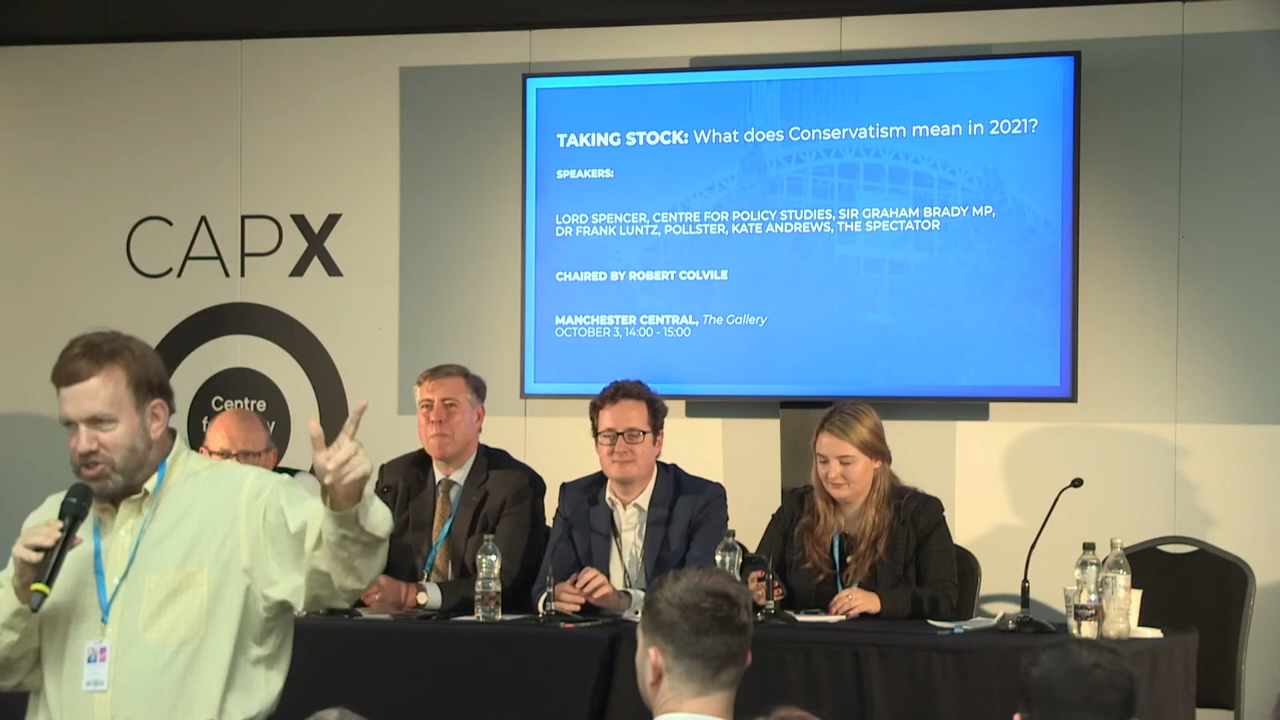 TAKING STOCK: What does Conservatism mean in 2021?
SPEAKERS:
LORD SPENCER, CENTRE FOR POLICY STUDIES, SIR GRAHAM BRADY MP,
DR FRANK LUNTZ, POLLSTER, KATE ANDREWS, THE SPECTATOR
CHAIRED BY ROBERT COLVILE
MANCHESTER CENTRAL, The Gallery
OCTOBER 3, 14:00 - 15:00
CAPX
Centre